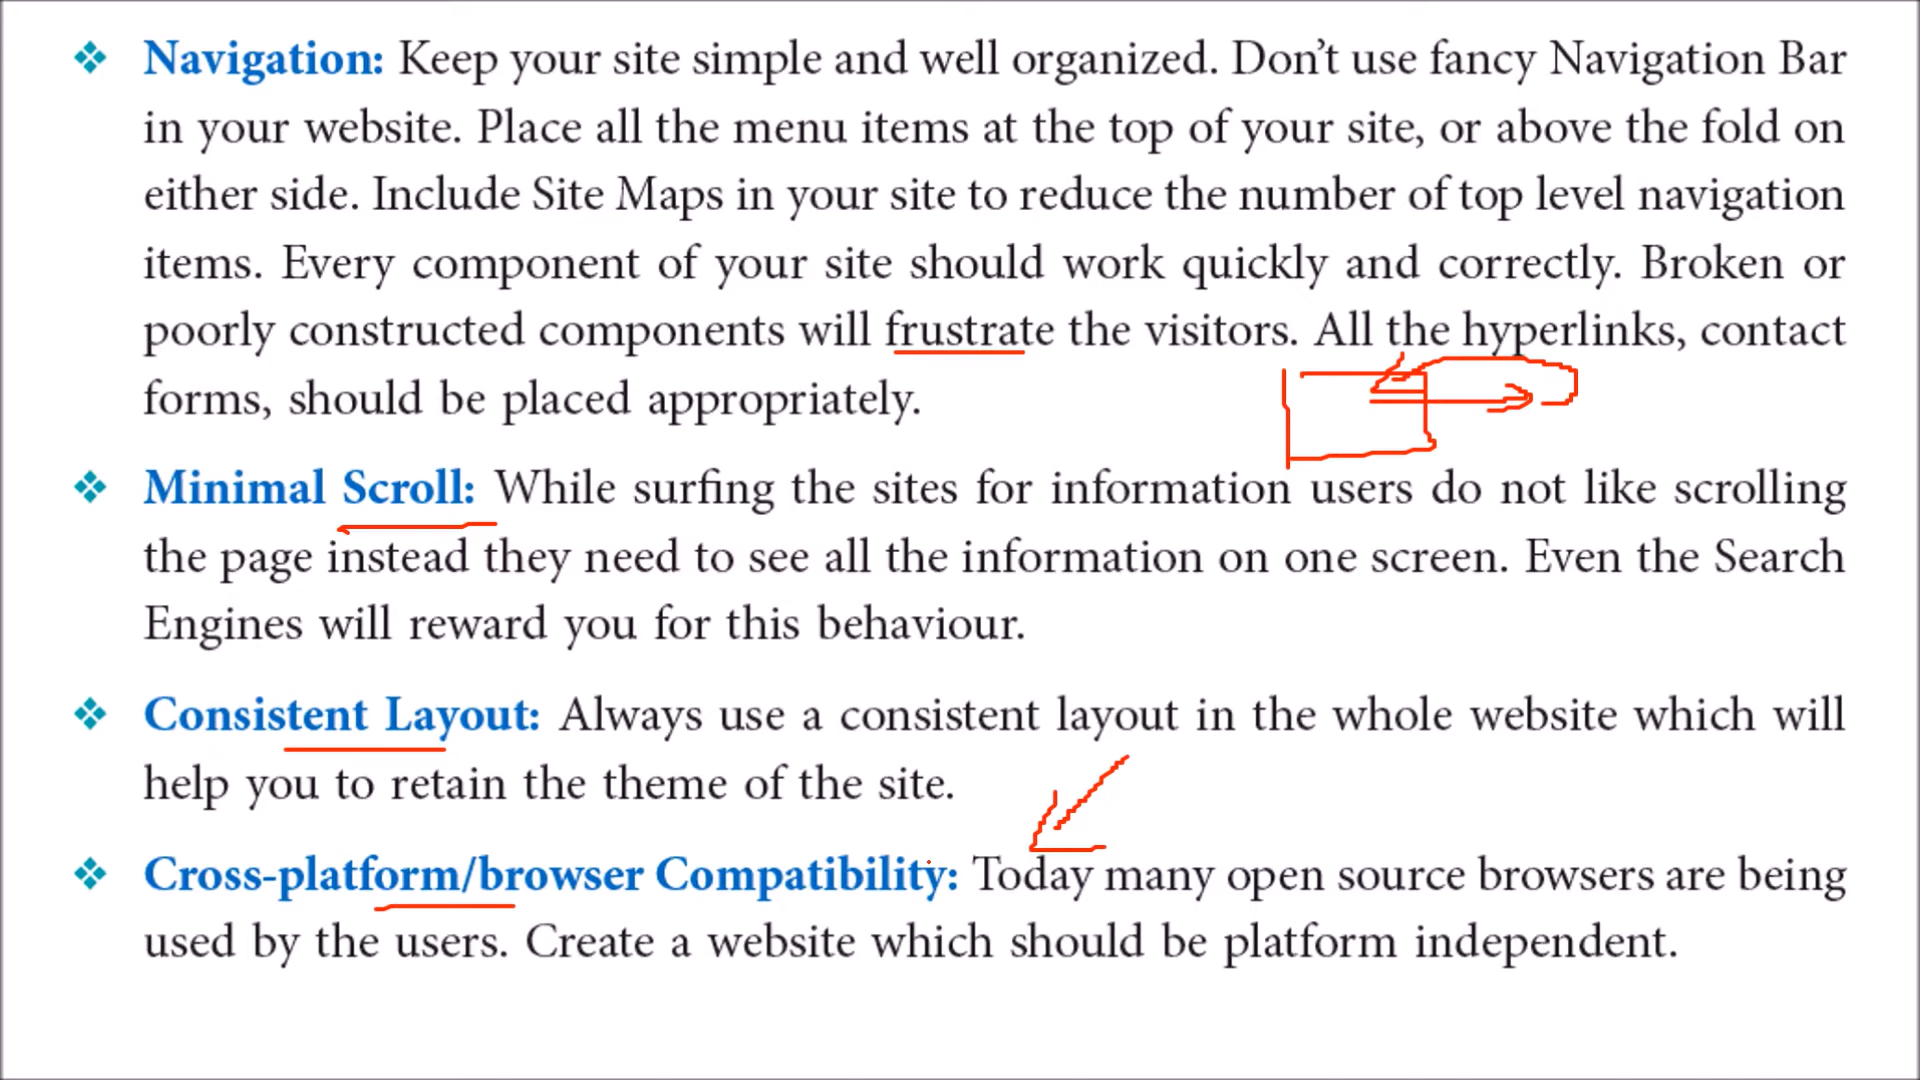 ❖ Navigation: Keep your site simple and well organized. Don’t use fancy Navigation Bar
in your website. Place all the menu items at the top of your site, or above the fold on
either side. Include Site Maps in your site to reduce the number of top level navigation
items. Every component of your site should work quickly and correctly. Broken or
poorly constructed components will frustrate the visitors. All the hyperlinks, contact
forms, should be placed appropriately.
❖ Minimal Scroll: While surfing the sites for information users do not like scrolling
the page instead they need to see all the information on one screen. Even the Search
Engines will reward you for this behaviour.
❖ Consistent Layout: Always use a consistent layout in the whole website which will
help you to retain the theme of the site.
❖ Cross-platform/browser Compatibility: Today many open source browsers are being
used by the users. Create a website which should be platform independent.